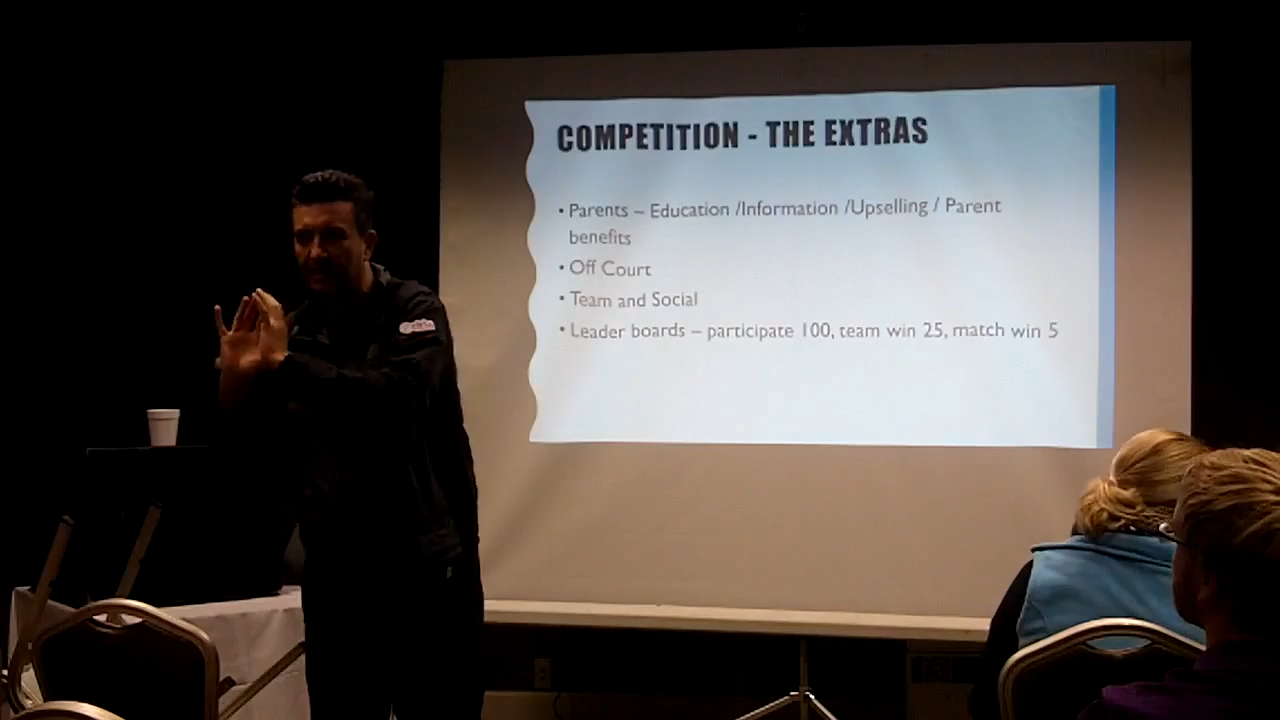 COMPETITION - THE EXTRAS
• Parents – Education /Information /Upselling / Parent
benefits
• Off Court
• Team and Social
• Leader boards – participate 100, team win 25, match win 5